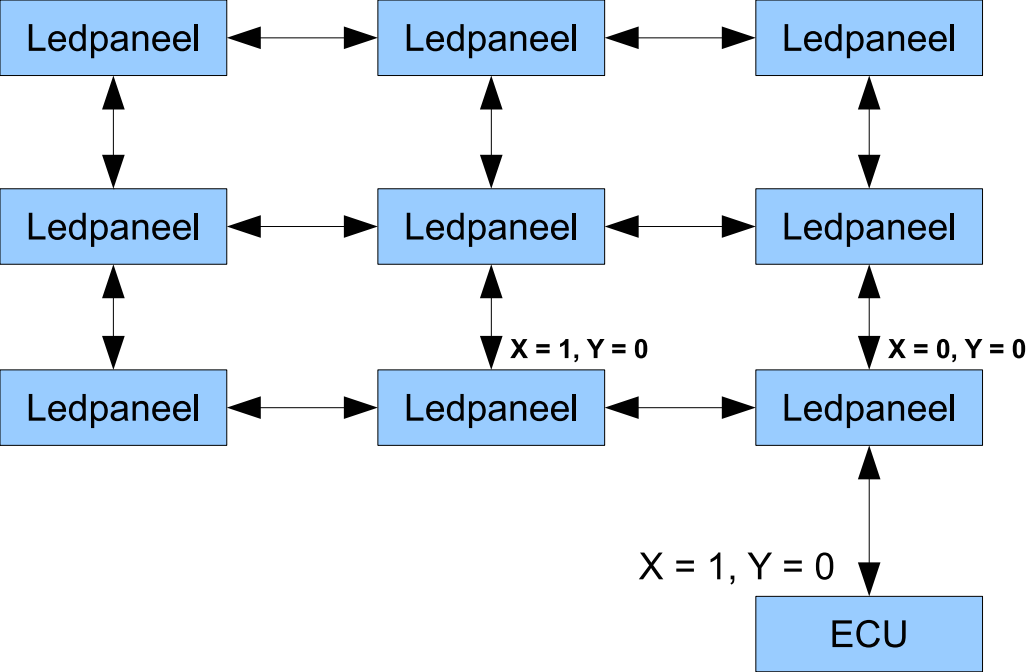 Ledpaneel Ledpaneel Ledpaneel
Ledpaneel Ledpaneel Ledpaneel
X = 1, Y = 0 X = 0, Y = 0
Ledpaneel Ledpaneel Ledpaneel
X = 1, Y = 0
ECU